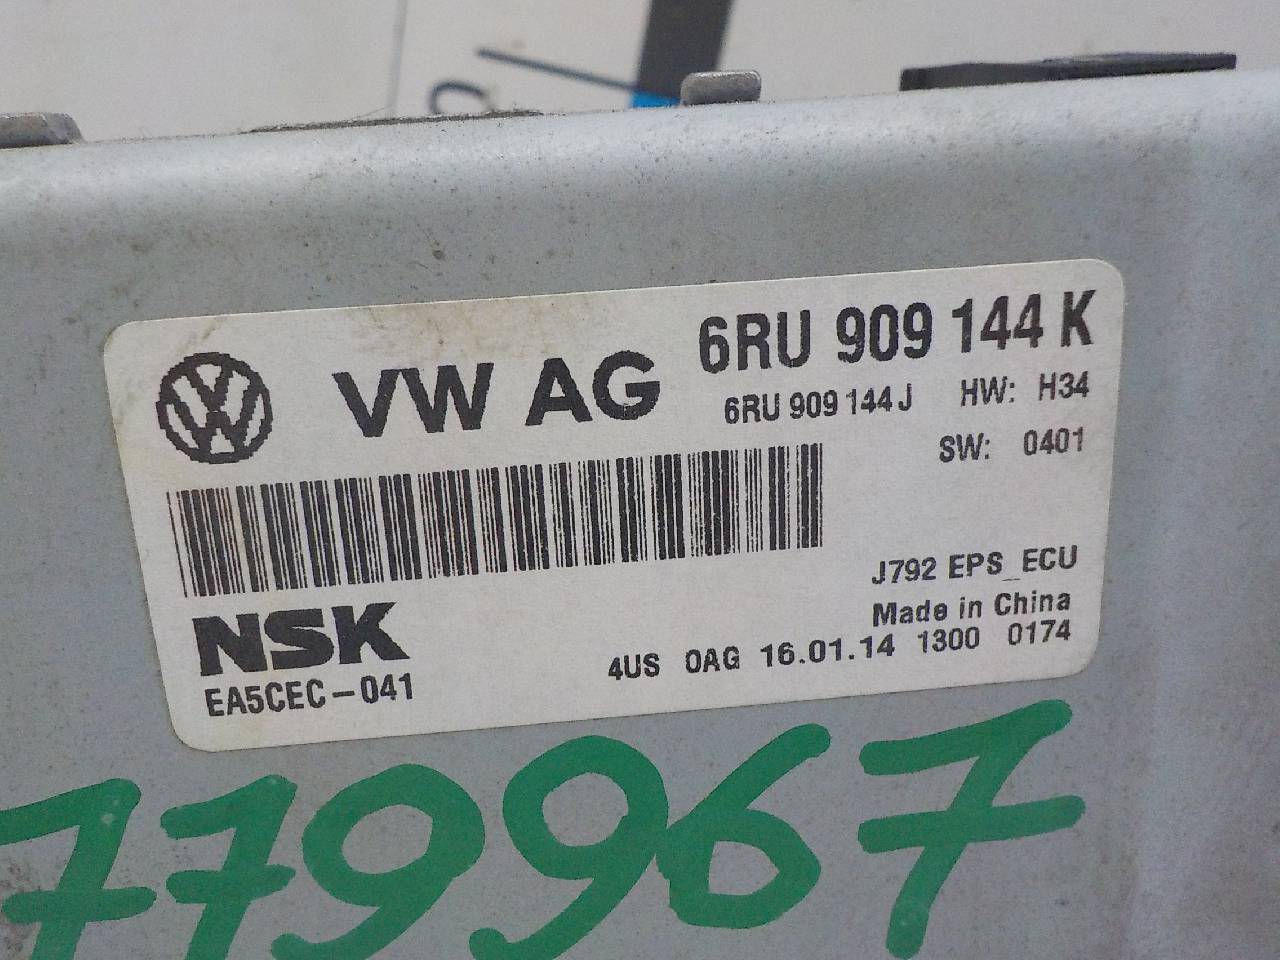 VW AG
6RU 909 144 K
6RU 909 144 J HW: H34
SW: 0401
J792 EPS_ECU
Made in China
NSK
EA5CEC-041
4US 0AG 16.01.14 1300 0174
779967